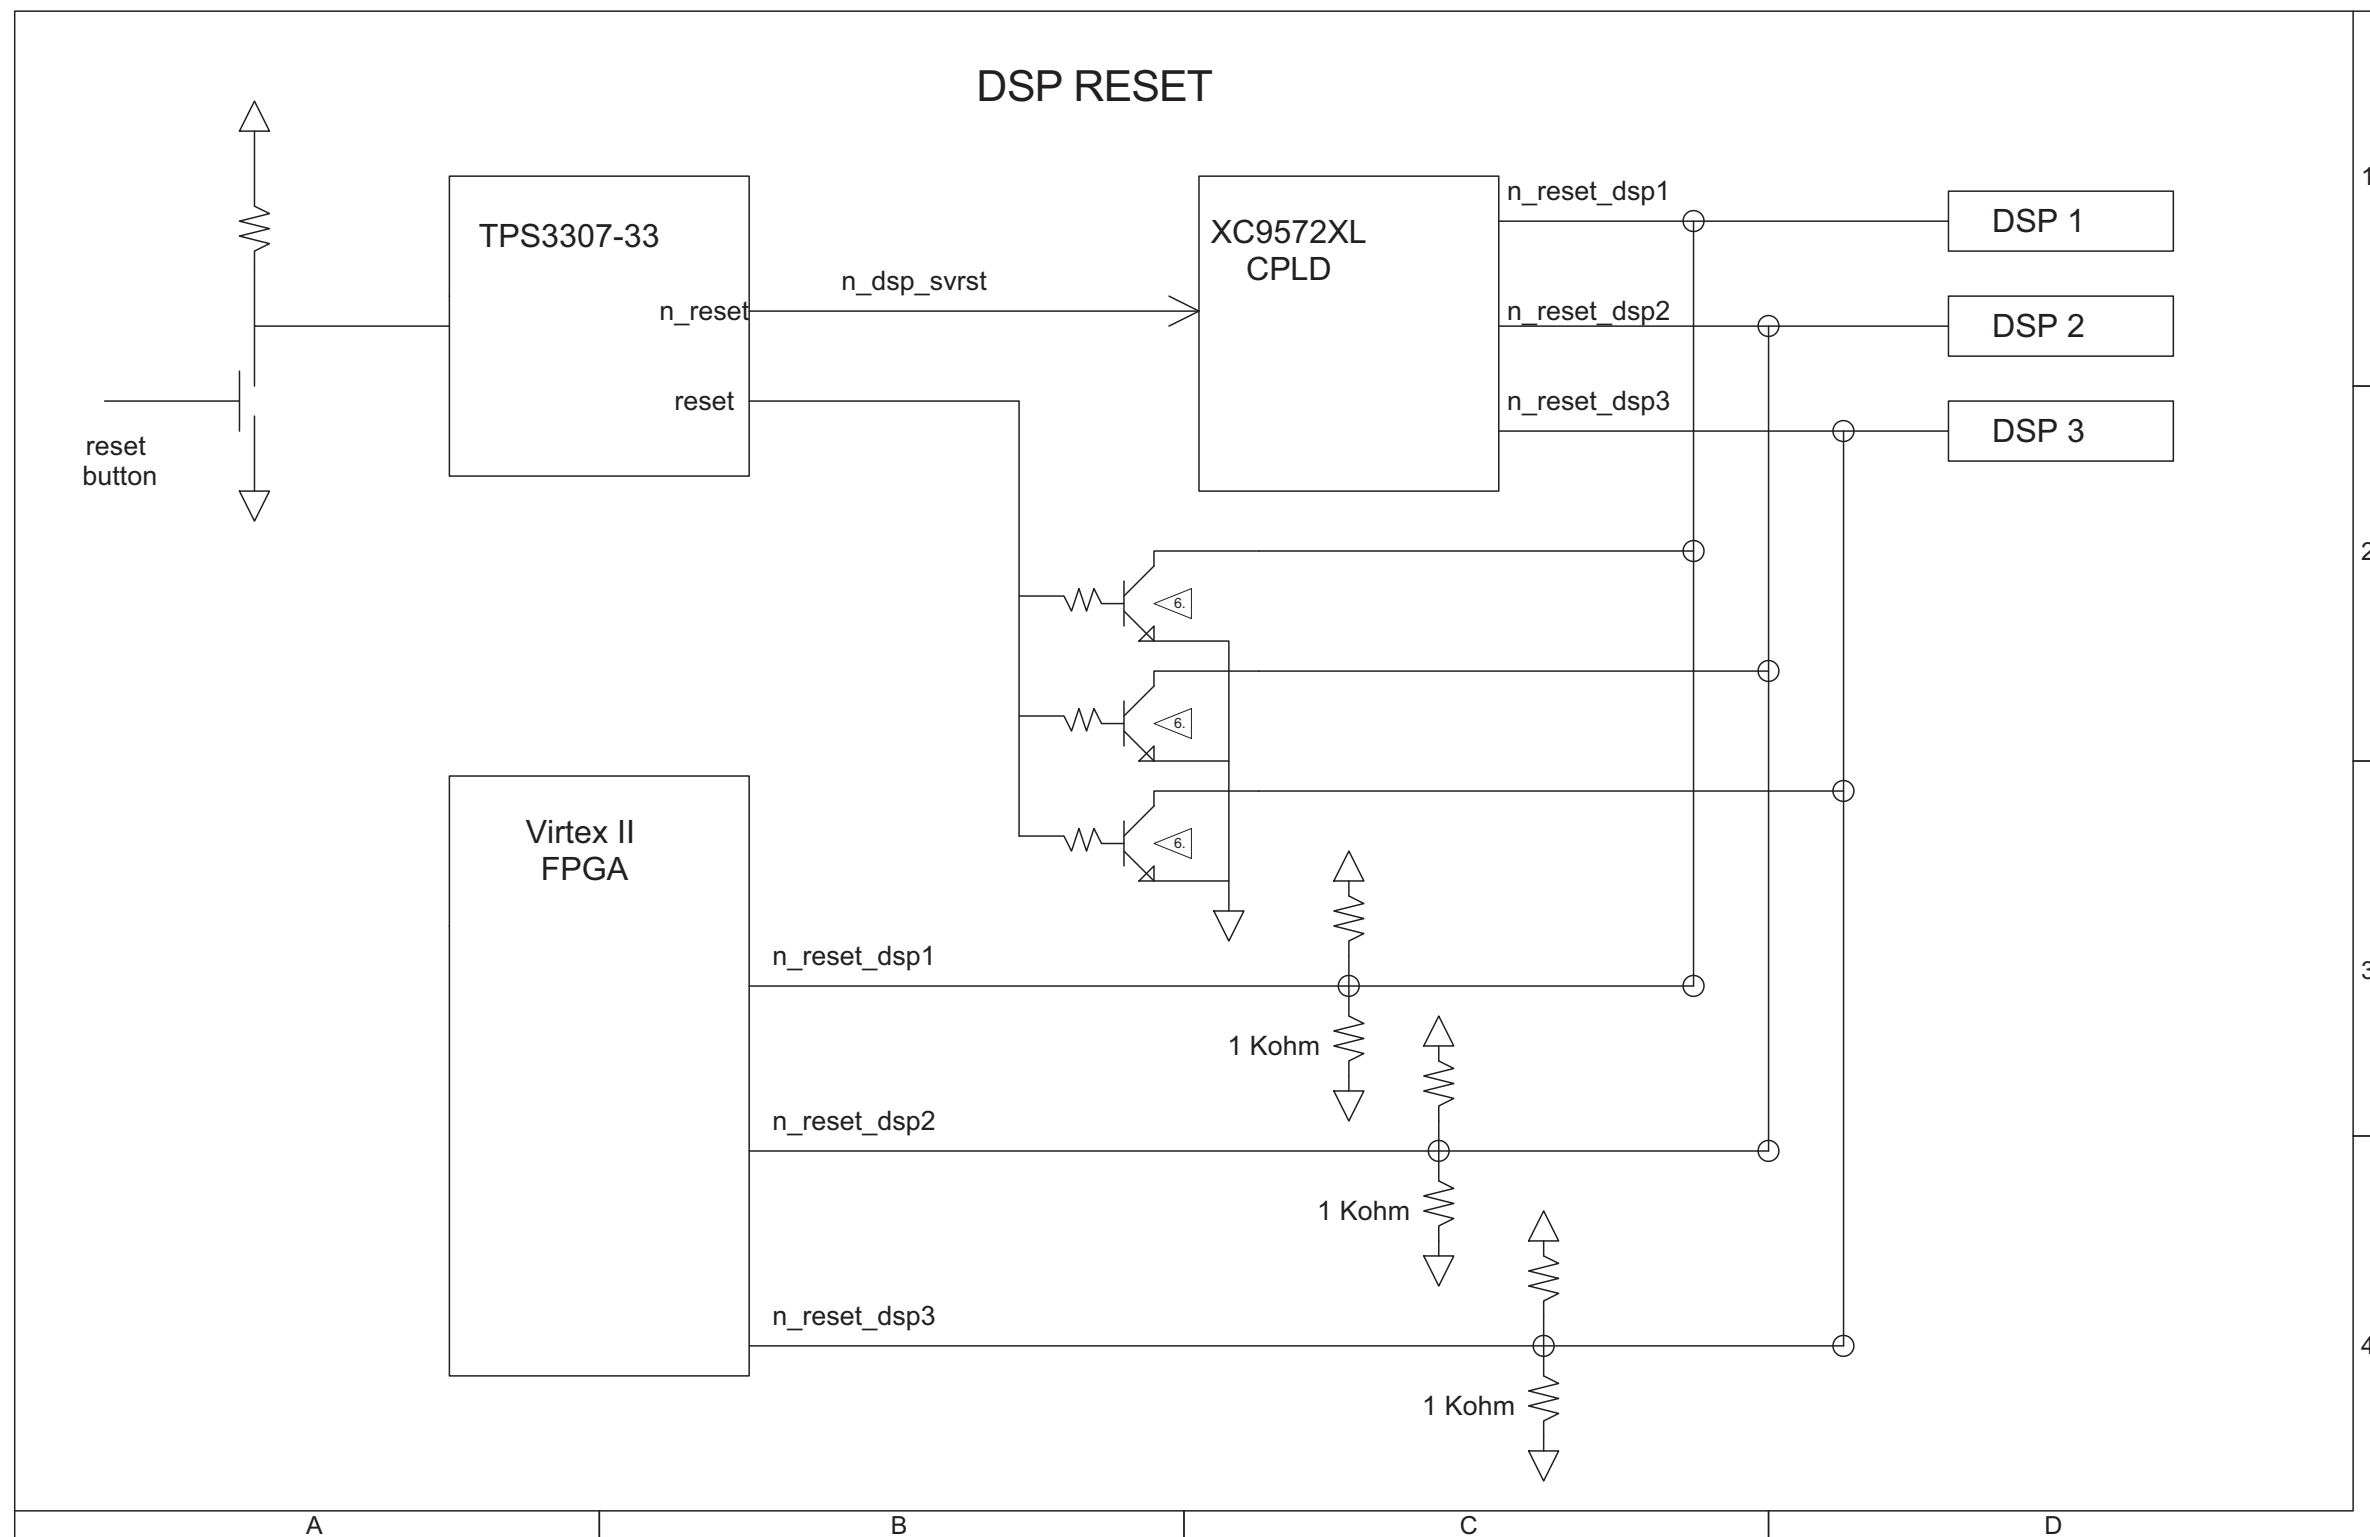 DSP RESET
1
TPS3307-33
n_reset
reset
n_dsp_svrst
XC9572XL
CPLD
n_reset_dsp1
n_reset_dsp2
n_reset_dsp3
DSP 1
DSP 2
DSP 3
reset
button
2
6.
6.
6.
Virtex II
FPGA
n_reset_dsp1
3
1 Kohm
n_reset_dsp2
1 Kohm
n_reset_dsp3
4
1 Kohm
A
B
C
D